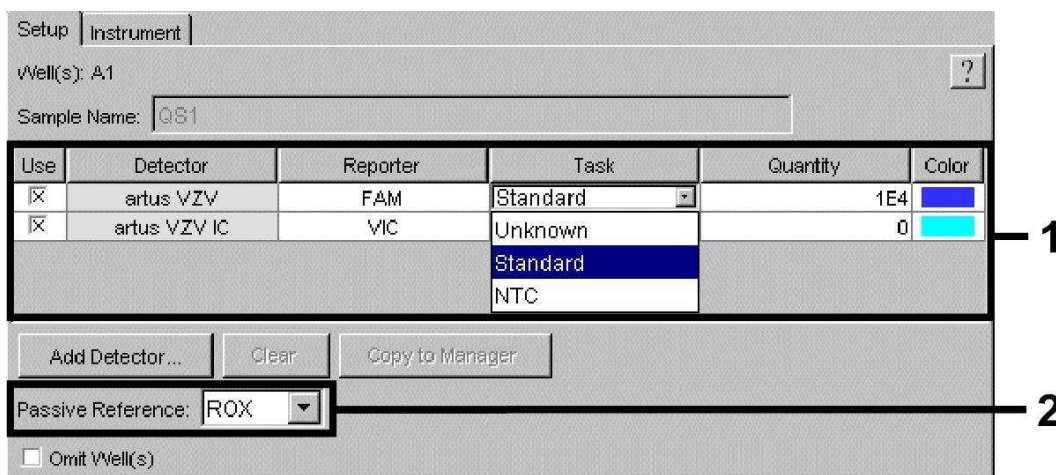 Setup Instrument
Well(s): A1
?
Sample Name: QS1
Use Detector Reporter Task Quantity Color
artus VZV FAM Standard 1E4
artus VZV IC VIC Unknown 0
Standard
NTC
1
Add Detector... Clear Copy to Manager
Passive Reference: ROX
2
Omit Well(s)